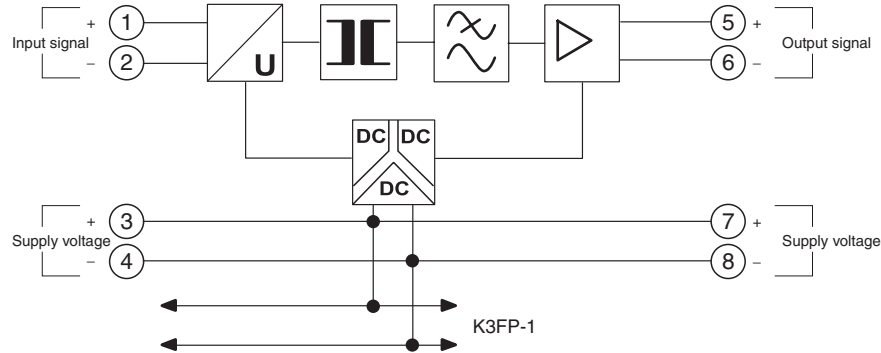 + 1
Input signal
− 2
U
5 +
Output signal
6 −
DC DC
DC
+ 3
Supply voltage
− 4
7 +
Supply voltage
8 −
K3FP-1